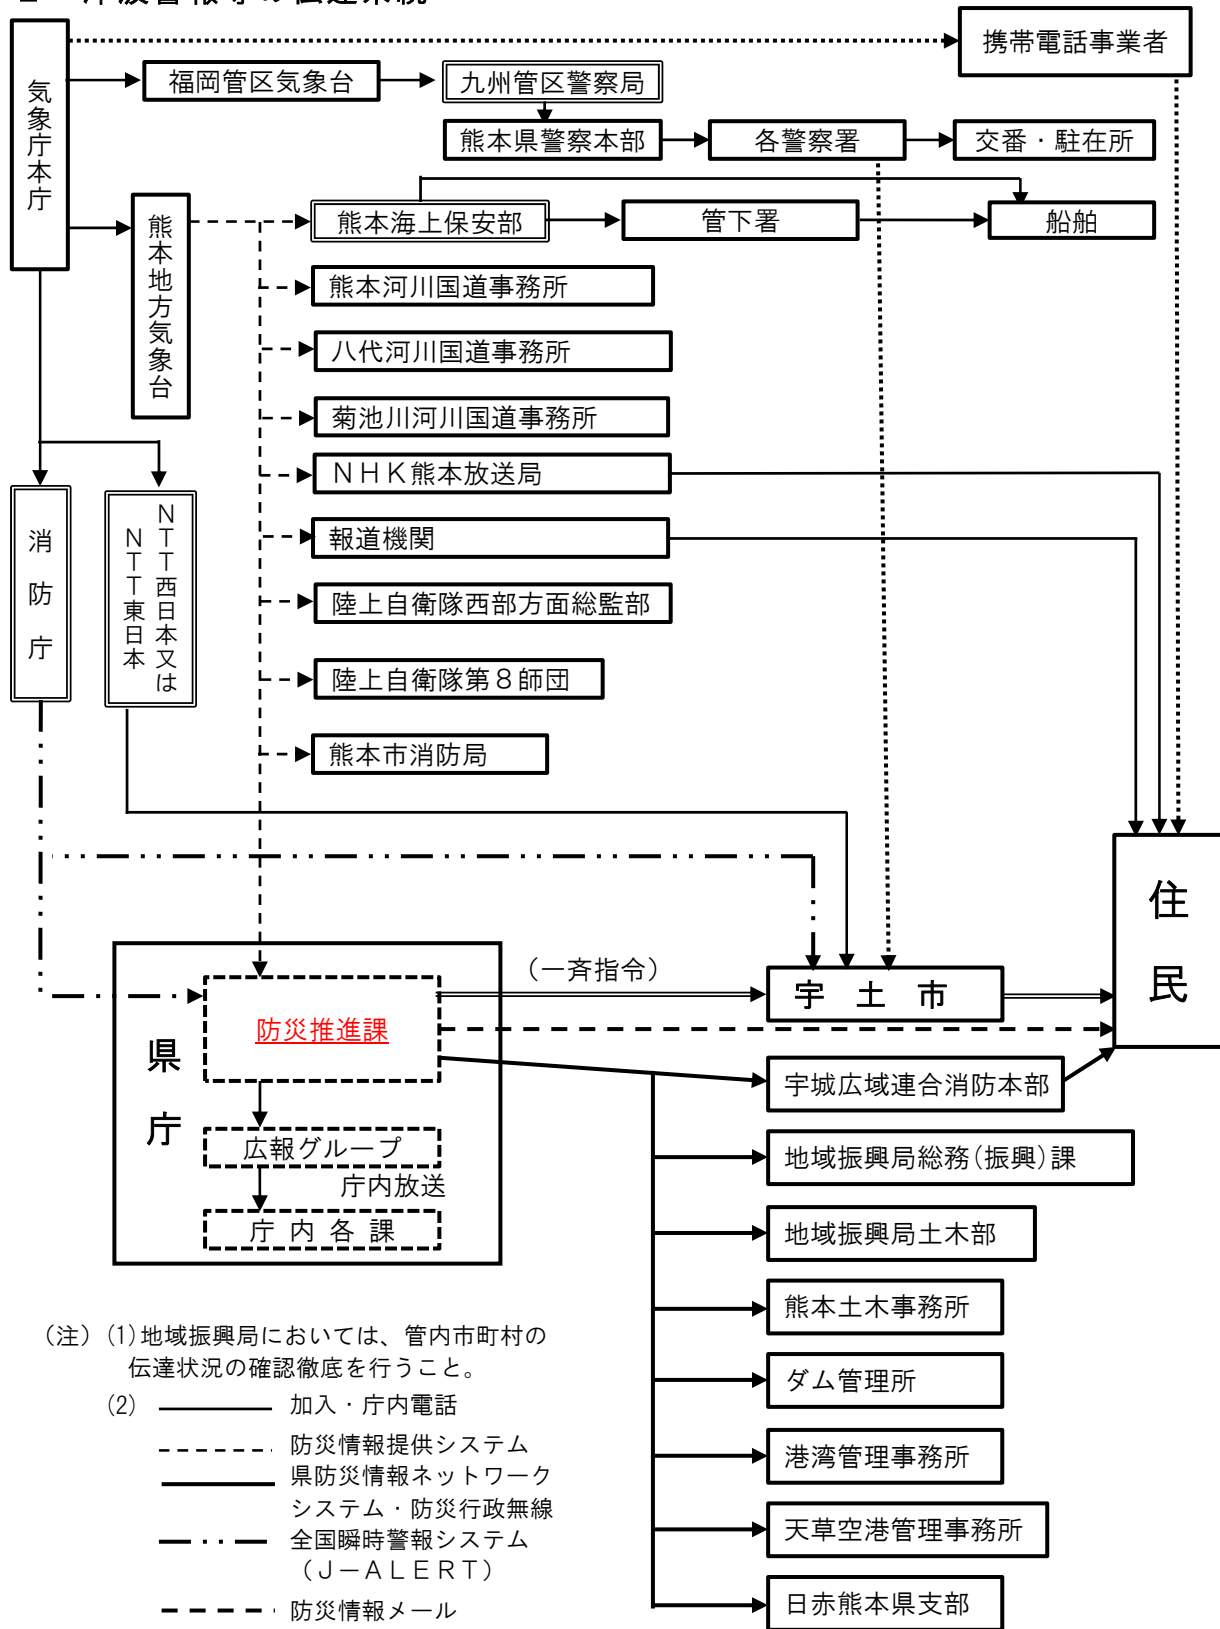 携帯電話事業者
気象庁本庁
福岡管区気象台
九州管区警察局
熊本県警察本部
各警察署
交番・駐在所
熊本地方気象台
熊本海上保安部
管下署
船舶
熊本河川国道事務所
八代河川国道事務所
菊池川河川国道事務所
ＮＨＫ熊本放送局
報道機関
陸上自衛隊西部方面総監部
陸上自衛隊第８師団
熊本市消防局
消防庁
ＮＴＴ西日本又は
ＮＴＴ東日本
住民
県庁
防災推進課
（一斉指令）
宇土市
広報グループ
庁内放送
庁内各課
宇城広域連合消防本部
地域振興局総務(振興)課
地域振興局土木部
熊本土木事務所
ダム管理所
港湾管理事務所
天草空港管理事務所
日赤熊本県支部
（注）(1)地域振興局においては、管内市町村の
伝達状況の確認徹底を行うこと。
(2) 加入・庁内電話
防災情報提供システム
県防災情報ネットワーク
システム・防災行政無線
全国瞬時警報システム
（Ｊ－ＡＬＥＲＴ）
防災情報メール